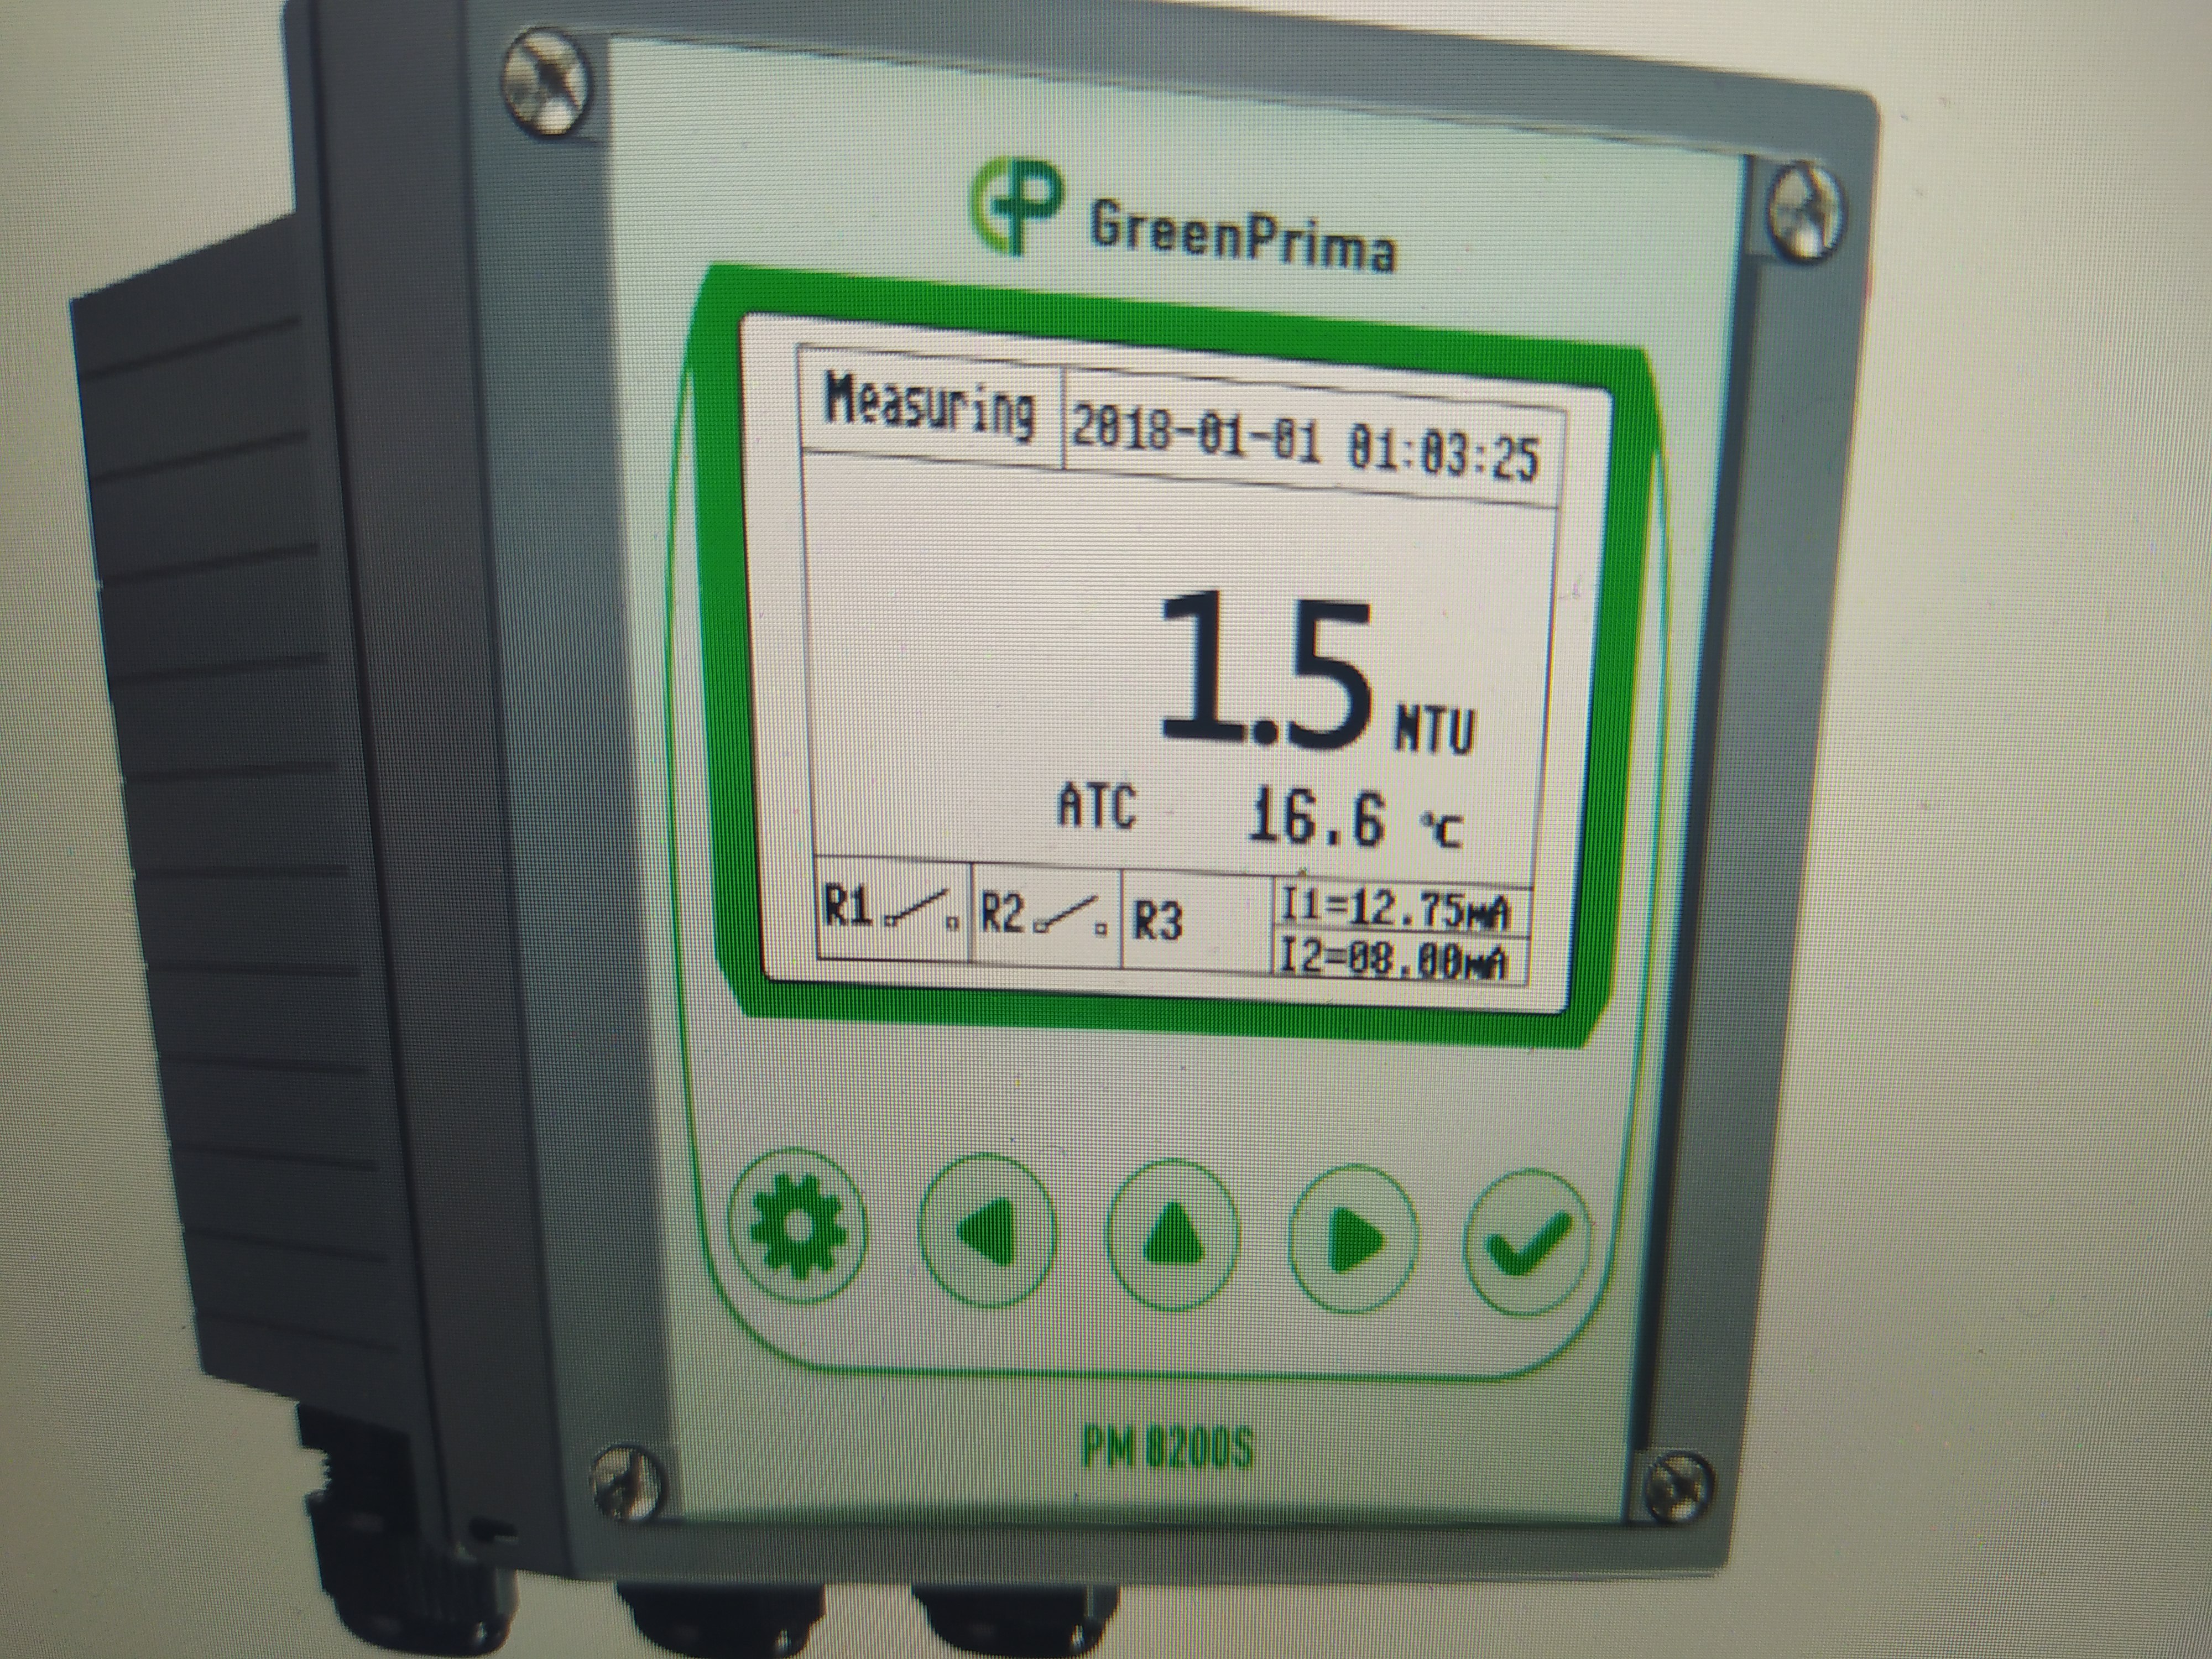 GreenPrima
Measuring 2018-01-01 01:03:25
1.5 NTU
ATC 16.6 ℃
R1 R2 R3 I1=12.75mA
I2=08.00mA
PM 8200S